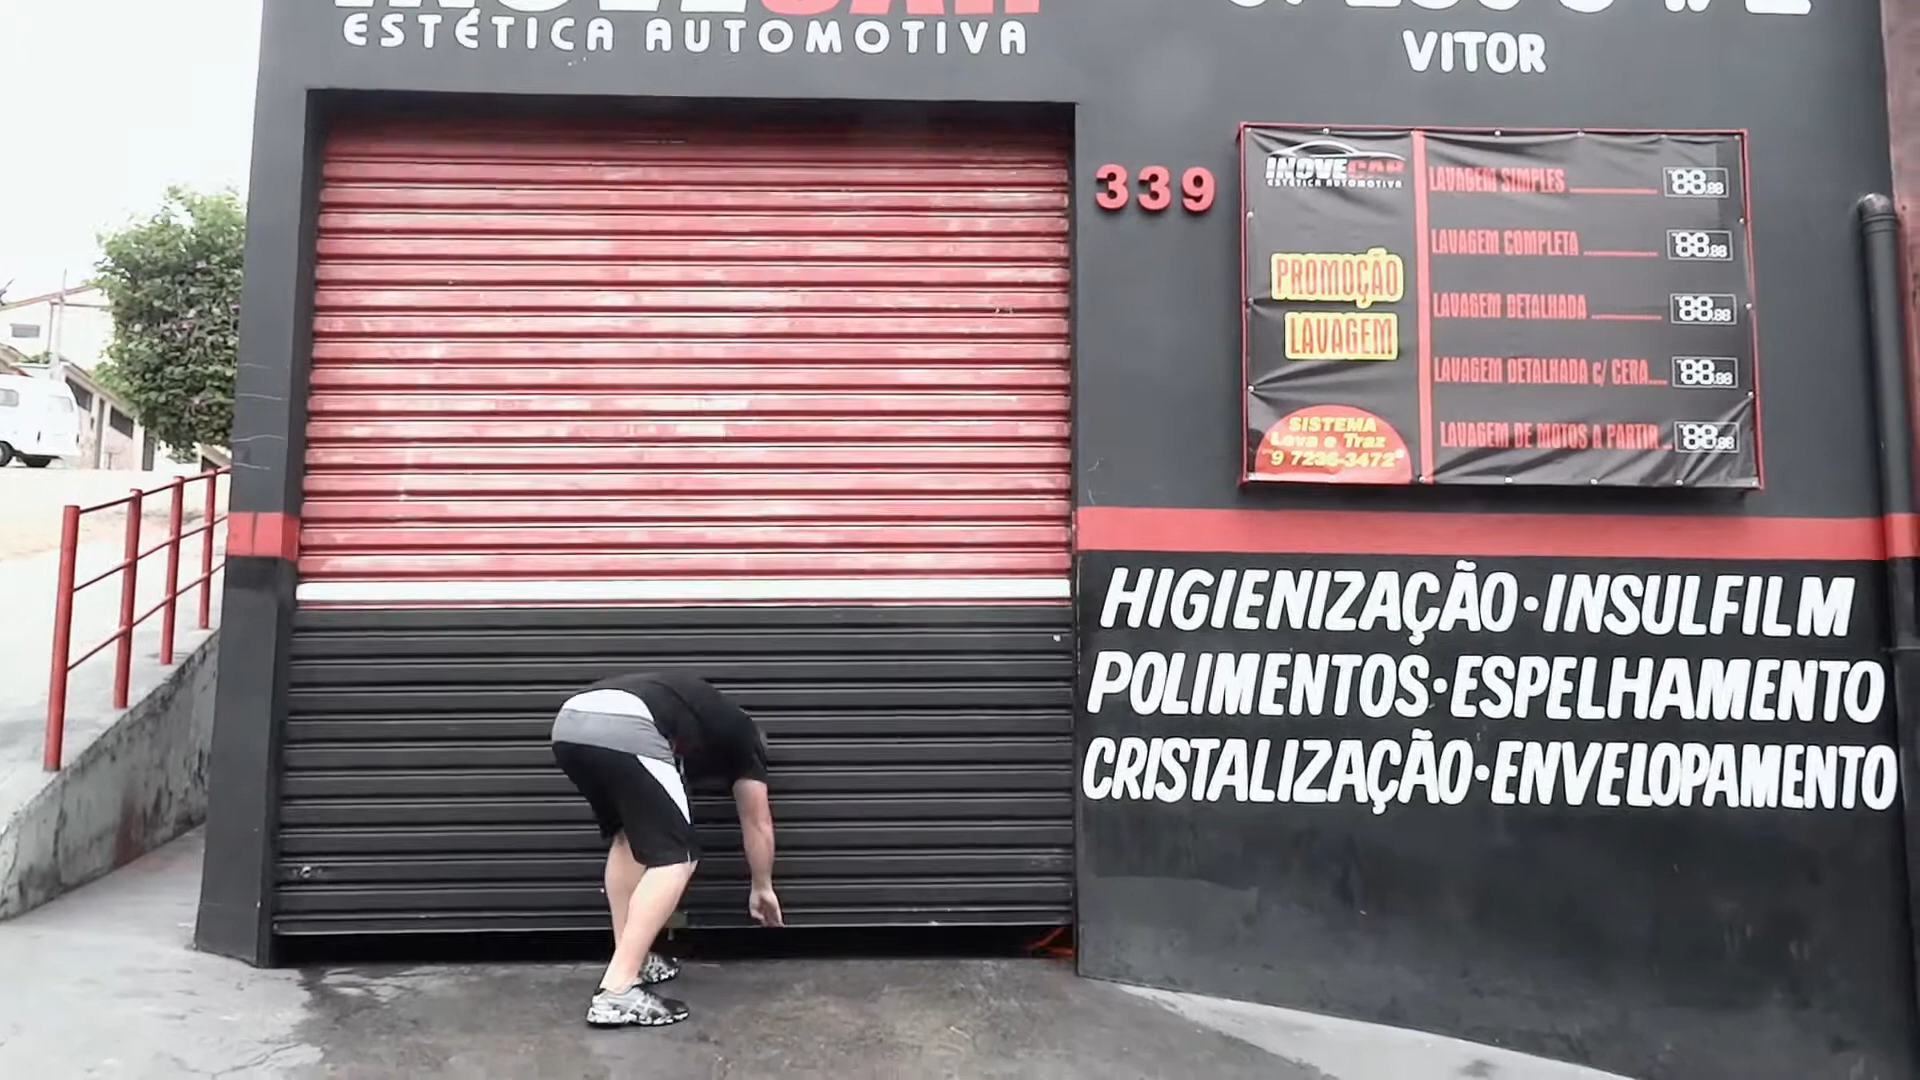 INOVECAR
ESTÉTICA AUTOMOTIVA
VITOR
339
INOVECAR
ESTÉTICA AUTOMOTIVA
PROMOÇÃO
LAVAGEM
SISTEMA
Leva e Traz
9 7236-3472
LAVAGEM SIMPLES 88.88
LAVAGEM COMPLETA 88.88
LAVAGEM DETALHADA 88.88
LAVAGEM DETALHADA c/ CERA.... 88.88
LAVAGEM DE MOTOS A PARTIR 88.88
HIGIENIZAÇÃO·INSULFILM
POLIMENTOS·ESPELHAMENTO
CRISTALIZAÇÃO·ENVELOPAMENTO